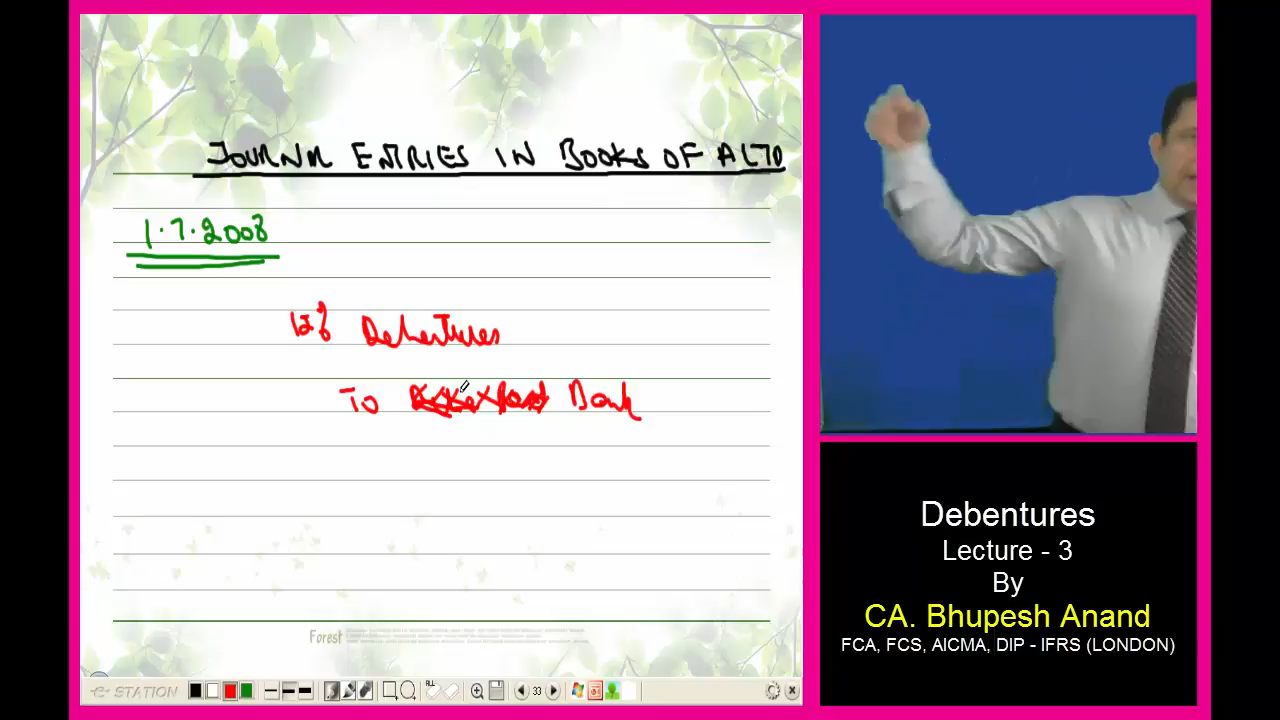 JOURNAL ENTRIES IN BOOKS OF ALTO
1.7.2008
12% Debentures
To Bank
Forest
e-STATION
33
Debentures
Lecture - 3
By
CA. Bhupesh Anand
FCA, FCS, AICMA, DIP - IFRS (LONDON)